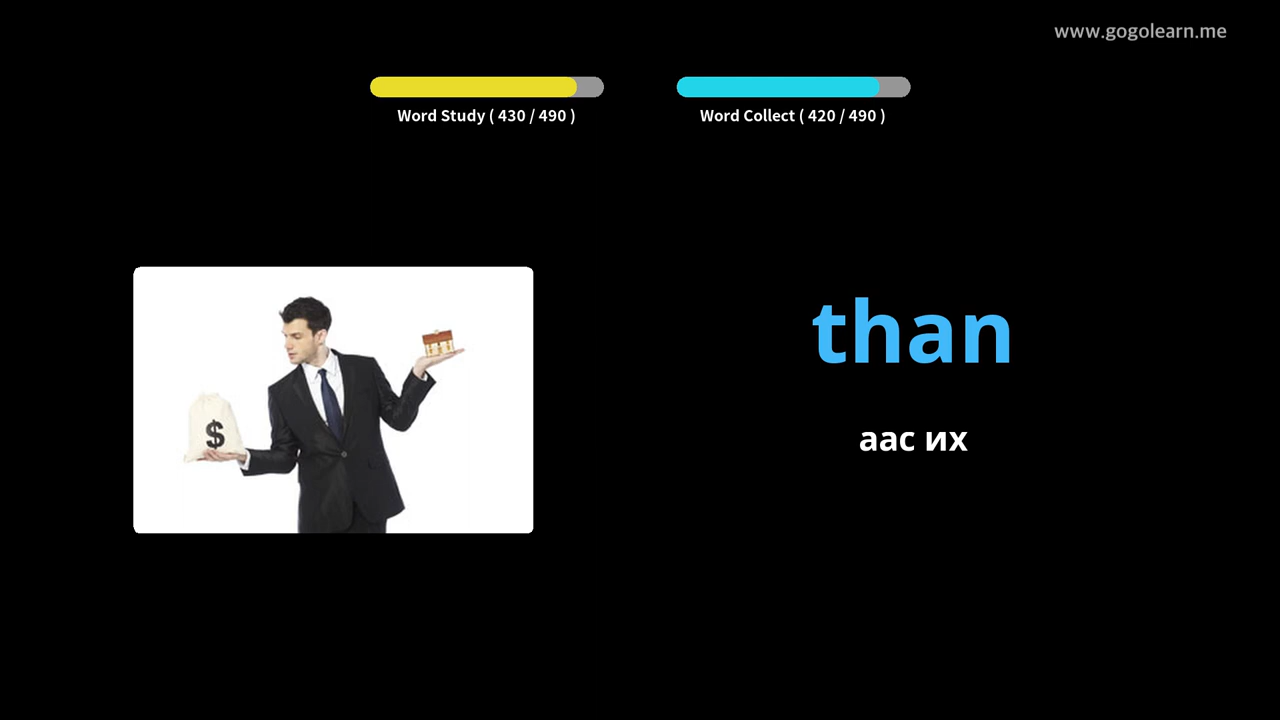 www.gogolearn.me
Word Study ( 430 / 490 )
Word Collect ( 420 / 490 )
than
$
аас их